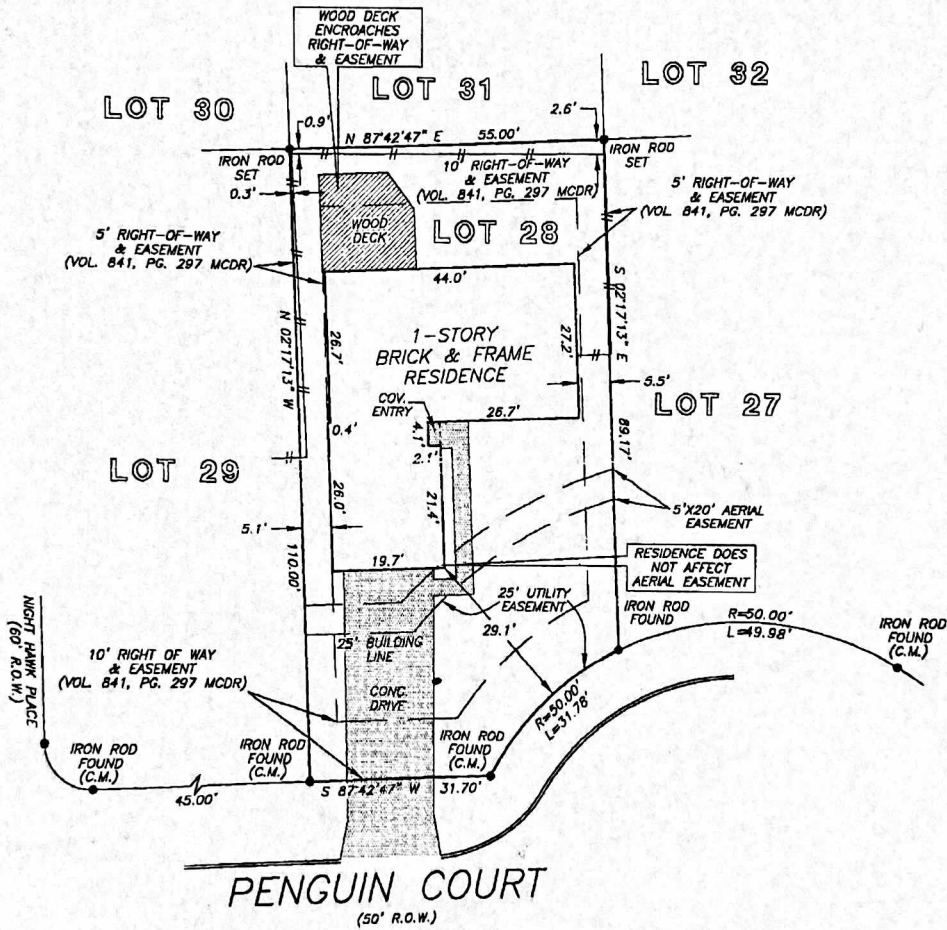 WOOD DECK
ENCROACHES
RIGHT-OF-WAY
& EASEMENT
LOT 30
LOT 31
LOT 32
0.9'
N 87°42'47" E 55.00'
2.6'
IRON ROD
SET
IRON ROD
SET
10' RIGHT-OF-WAY
& EASEMENT
(VOL. 841, PG. 297 MCDR)
5' RIGHT-OF-WAY
& EASEMENT
(VOL. 841, PG. 297 MCDR)
0.3'
WOOD
DECK
LOT 28
5' RIGHT-OF-WAY
& EASEMENT
(VOL. 841, PG. 297 MCDR)
44.0'
S 02°17'13" E
N 02°17'13" W
26.7'
1-STORY
BRICK & FRAME
RESIDENCE
27.2'
5.5'
COV.
ENTRY
26.7'
LOT 27
4.1'
0.4'
2.1'
89.17'
LOT 29
26.0'
21.4'
5'X20' AERIAL
EASEMENT
5.1'
110.00'
19.7'
RESIDENCE DOES
NOT AFFECT
AERIAL EASEMENT
25' UTILITY
EASEMENT
29.1'
IRON ROD
FOUND
R=50.00'
L=49.98'
IRON ROD
FOUND
(C.M.)
NIGHT HAWK PLACE
(60' R.O.W.)
25' BUILDING
LINE
10' RIGHT OF WAY
& EASEMENT
(VOL. 841, PG. 297 MCDR)
CONC.
DRIVE
R=50.00'
L=31.78'
IRON ROD
FOUND
(C.M.)
IRON ROD
FOUND
(C.M.)
IRON ROD
FOUND
(C.M.)
45.00'
S 87°42'47" W 31.70'
PENGUIN COURT
(50' R.O.W.)